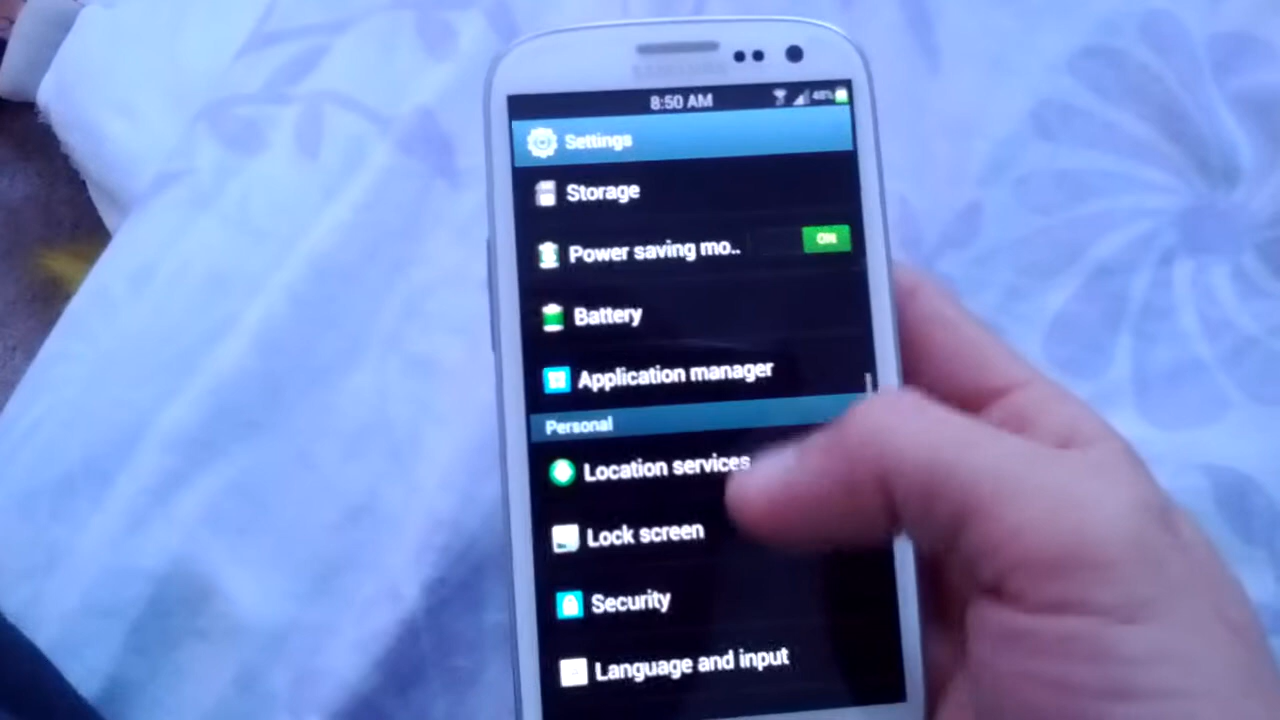 8:50 AM
48%
Settings
Storage
Power saving mo..
ON
Battery
Application manager
Personal
Location services
Lock screen
Security
Language and input